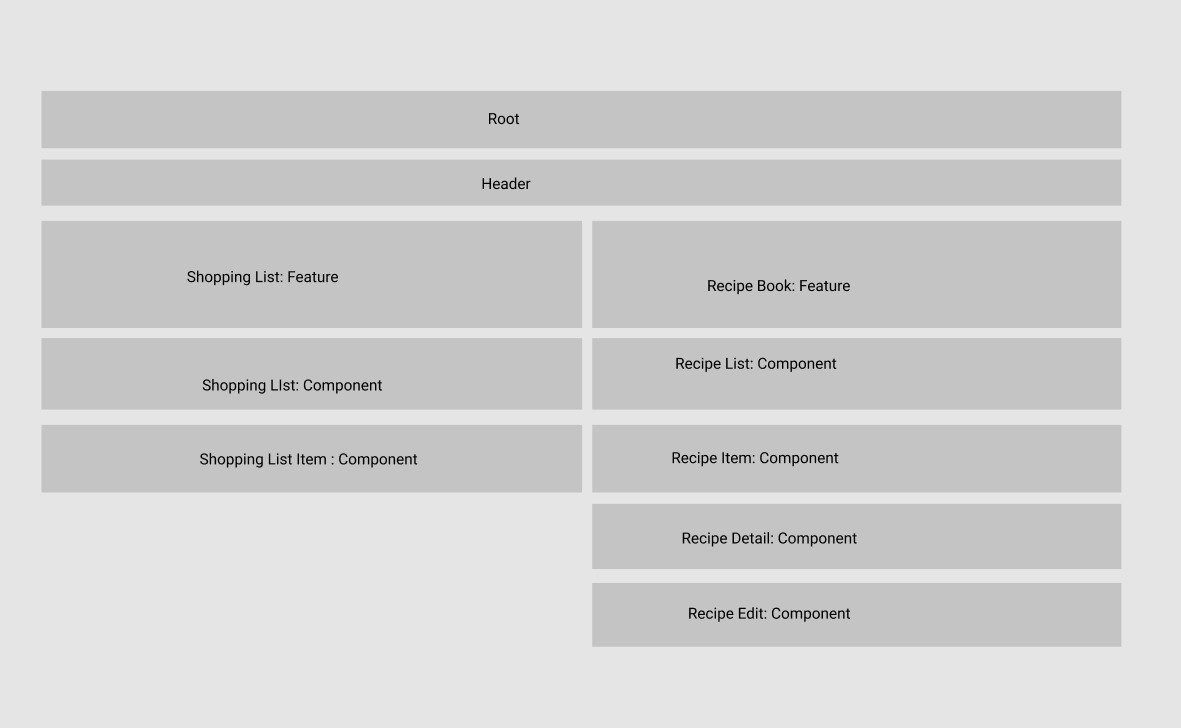 Root
Header
Shopping List: Feature
Recipe Book: Feature
Shopping LIst: Component
Recipe List: Component
Shopping List Item : Component
Recipe Item: Component
Recipe Detail: Component
Recipe Edit: Component